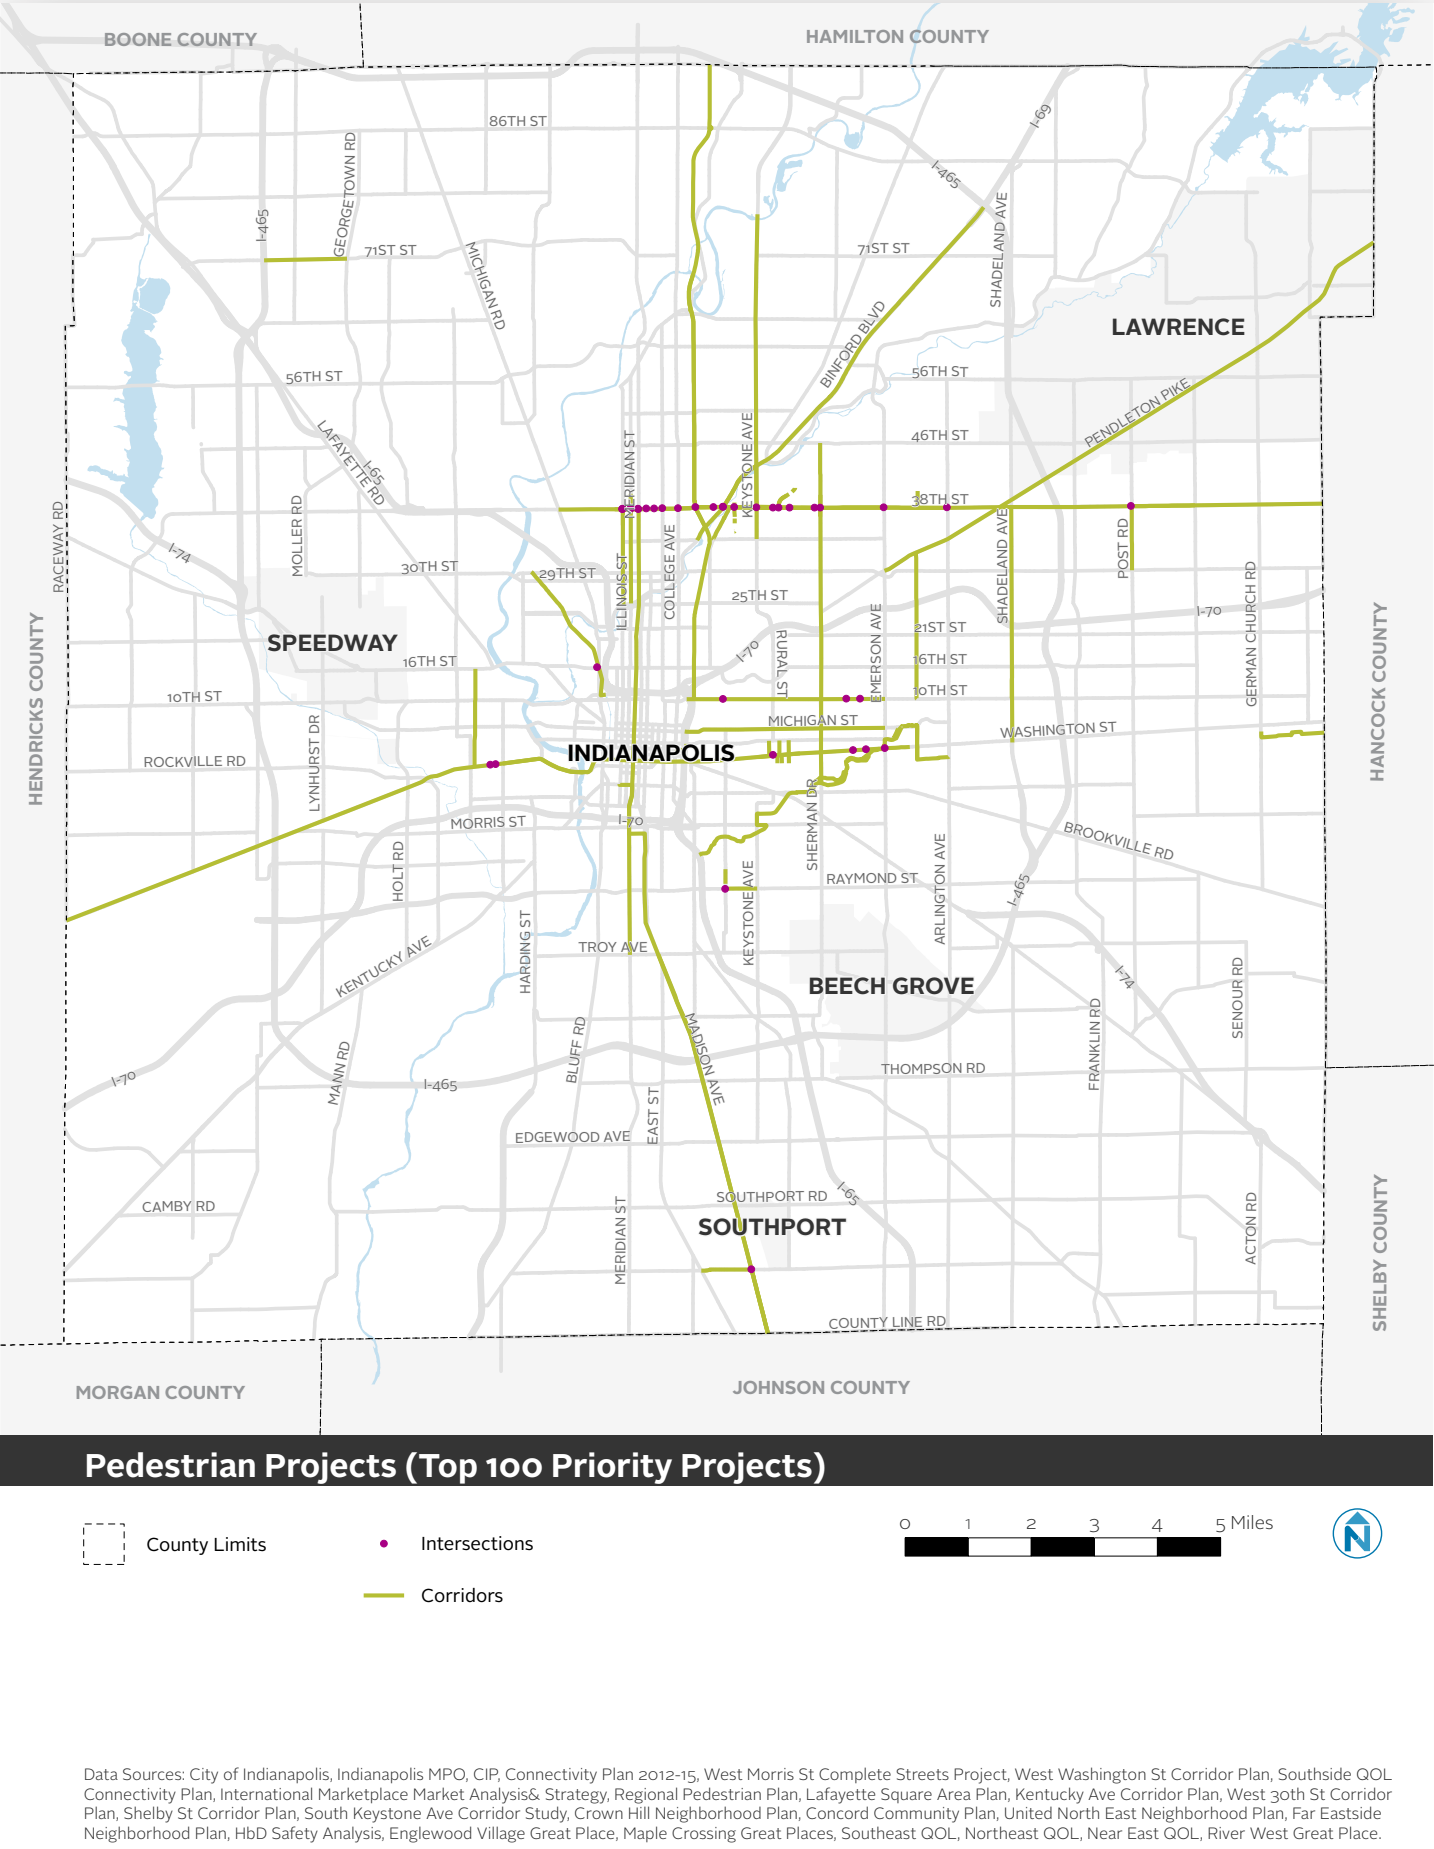 BOONE COUNTY
HAMILTON COUNTY
86TH ST
I-69
GEORGETOWN RD
I-465
I-465
SHADELAND AVE
71ST ST
MICHIGAN RD
71ST ST
BINFORD BLVD
LAWRENCE
56TH ST
56TH ST
PENDLETON PIKE
LAFAYETTE RD
I-65
MERIDIAN ST
KEYSTONE AVE
46TH ST
38TH ST
RACEWAY RD
MOLLER RD
I-74
30TH ST
29TH ST
ILLINOIS ST
COLLEGE AVE
25TH ST
SHADELAND AVE
POST RD
GERMAN CHURCH RD
I-70
HENDRICKS COUNTY
HANCOCK COUNTY
SPEEDWAY
16TH ST
I-70
RURAL ST
EMERSON AVE
21ST ST
16TH ST
10TH ST
10TH ST
LYNHURST DR
MICHIGAN ST
WASHINGTON ST
INDIANAPOLIS
ROCKVILLE RD
MORRIS ST
I-70
SHERMAN DR
BROOKVILLE RD
HOLT RD
RAYMOND ST
ARLINGTON AVE
I-465
KEYSTONE AVE
HARDING ST
TROY AVE
KENTUCKY AVE
BEECH GROVE
I-74
SENOUR RD
FRANKLIN RD
MADISON AVE
BLUFF RD
MANN RD
I-70
I-465
THOMPSON RD
EAST ST
EDGEWOOD AVE
CAMBY RD
SOUTHPORT RD
I-65
SOUTHPORT
MERIDIAN ST
ACTON RD
SHELBY COUNTY
COUNTY LINE RD
MORGAN COUNTY
JOHNSON COUNTY
Pedestrian Projects (Top 100 Priority Projects)
County Limits
Intersections
Corridors
0 1 2 3 4 5 Miles
N
Data Sources: City of Indianapolis, Indianapolis MPO, CIP, Connectivity Plan 2012-15, West Morris St Complete Streets Project, West Washington St Corridor Plan, Southside QOL
Connectivity Plan, International Marketplace Market Analysis& Strategy, Regional Pedestrian Plan, Lafayette Square Area Plan, Kentucky Ave Corridor Plan, West 30th St Corridor
Plan, Shelby St Corridor Plan, South Keystone Ave Corridor Study, Crown Hill Neighborhood Plan, Concord Community Plan, United North East Neighborhood Plan, Far Eastside
Neighborhood Plan, HbD Safety Analysis, Englewood Village Great Place, Maple Crossing Great Places, Southeast QOL, Northeast QOL, Near East QOL, River West Great Place.